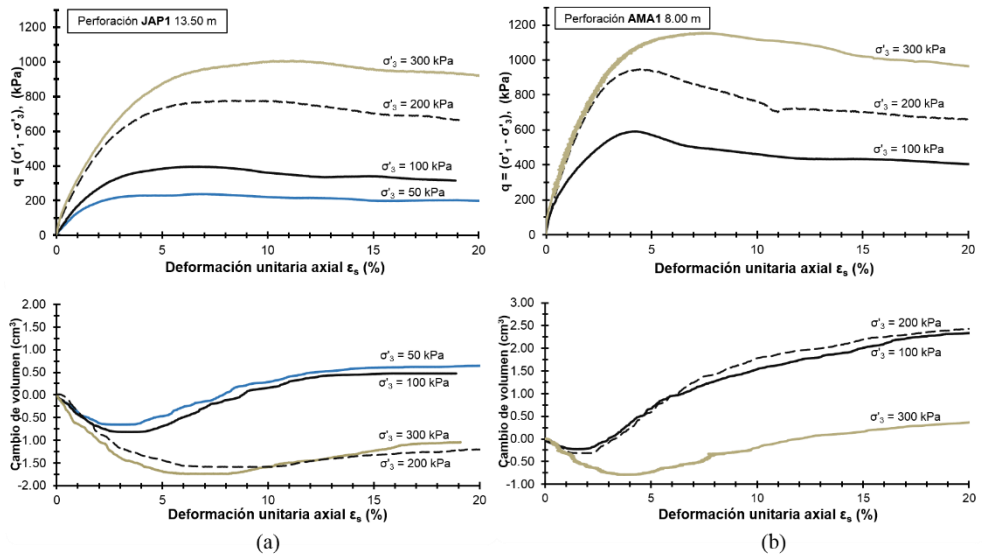 Perforación JAP1 13.50 m
q = (σ'₁ - σ'₃), (kPa)
1200
1000
800
600
400
200
0
σ'₃ = 300 kPa
σ'₃ = 200 kPa
σ'₃ = 100 kPa
σ'₃ = 50 kPa
0 5 10 15 20
Deformación unitaria axial εₛ (%)
Perforación AMA1 8.00 m
q = (σ'₁ - σ'₃), (kPa)
1200
1000
800
600
400
200
0
σ'₃ = 300 kPa
σ'₃ = 200 kPa
σ'₃ = 100 kPa
0 5 10 15 20
Deformación unitaria axial εₛ (%)
Cambio de volumen (cm³)
2.00
1.50
1.00
0.50
0.00
-0.50
-1.00
-1.50
-2.00
σ'₃ = 50 kPa
σ'₃ = 100 kPa
σ'₃ = 300 kPa
σ'₃ = 200 kPa
0 5 10 15 20
Deformación unitaria axial εₛ (%)
(a)
Cambio de volumen (cm³)
3.00
2.50
2.00
1.50
1.00
0.50
0.00
-0.50
-1.00
σ'₃ = 200 kPa
σ'₃ = 100 kPa
σ'₃ = 300 kPa
0 5 10 15 20
Deformación unitaria axial εₛ (%)
(b)